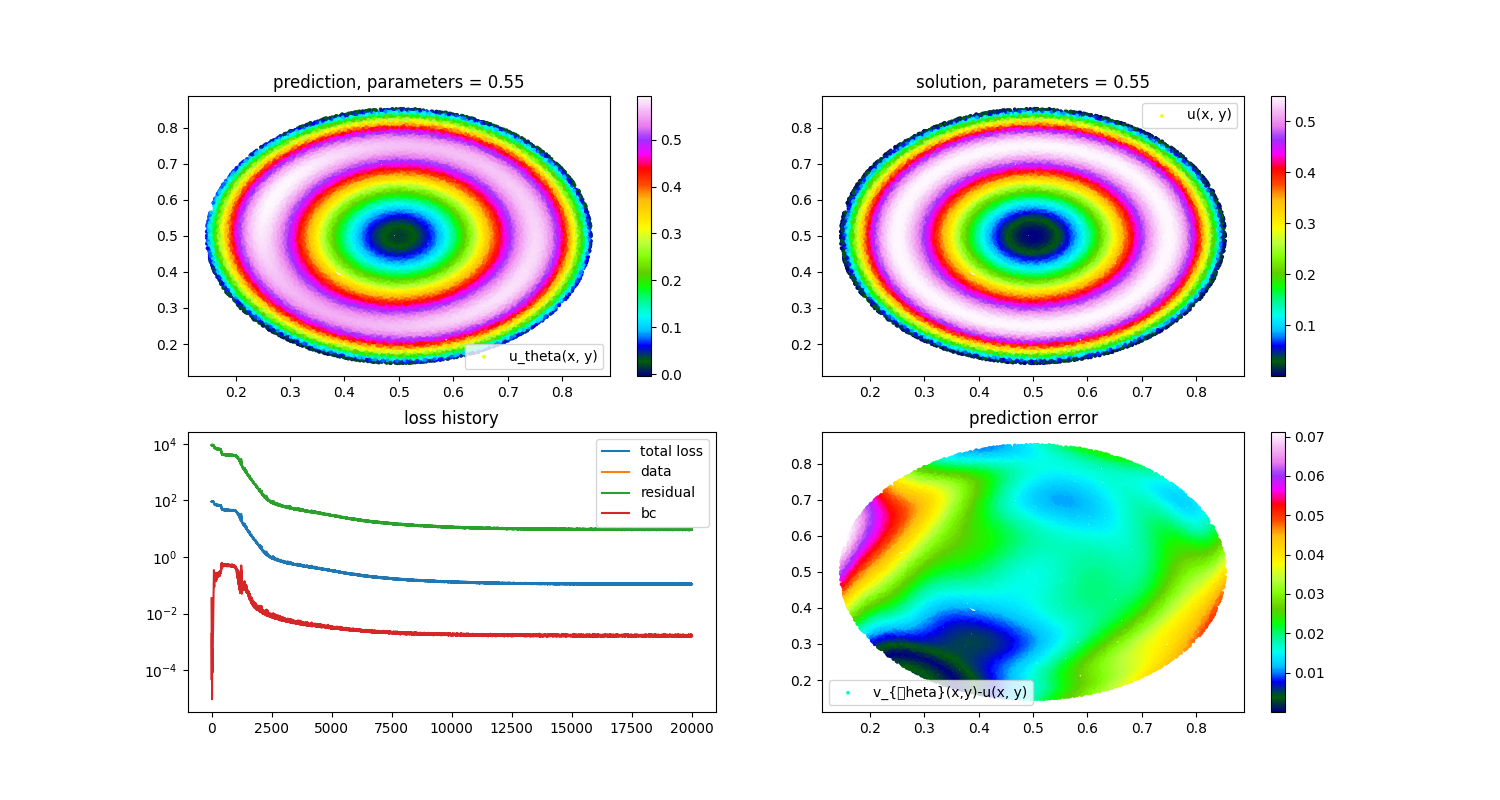 prediction, parameters = 0.55
0.8
0.7
0.6
0.5
0.4
0.3
0.2
u_theta(x, y)
0.2 0.3 0.4 0.5 0.6 0.7 0.8
0.5
0.4
0.3
0.2
0.1
0.0
solution, parameters = 0.55
u(x, y)
0.8
0.7
0.6
0.5
0.4
0.3
0.2
0.2 0.3 0.4 0.5 0.6 0.7 0.8
0.5
0.4
0.3
0.2
0.1
loss history
10^4
10^2
10^0
10^−2
10^−4
total loss
data
residual
bc
0 2500 5000 7500 10000 12500 15000 17500 20000
prediction error
0.8
0.7
0.6
0.5
0.4
0.3
0.2
v_{▯heta}(x,y)-u(x, y)
0.2 0.3 0.4 0.5 0.6 0.7 0.8
0.07
0.06
0.05
0.04
0.03
0.02
0.01